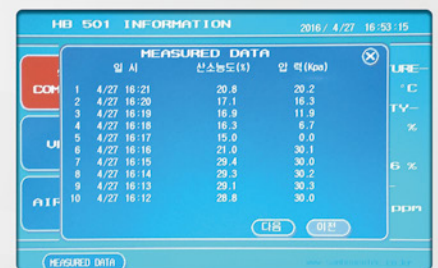 HB 501 INFORMATION 2016/ 4/27 16:53:15
MEASURED DATA
일 시 산소농도(%) 압 력(Kpa)
1 4/27 16:21 20.8 20.2
2 4/27 16:20 17.1 16.3
3 4/27 16:19 16.9 11.9
4 4/27 16:18 16.3 6.7
5 4/27 16:17 15.0 0.0
6 4/27 16:16 21.0 30.1
7 4/27 16:15 29.4 30.0
8 4/27 16:14 29.3 30.2
9 4/27 16:13 29.1 30.3
10 4/27 16:12 28.8 30.0
다음 이전
COM
U
AIR
URE-
°C
TY-
%
6 %
ppm
MEASURED DATA